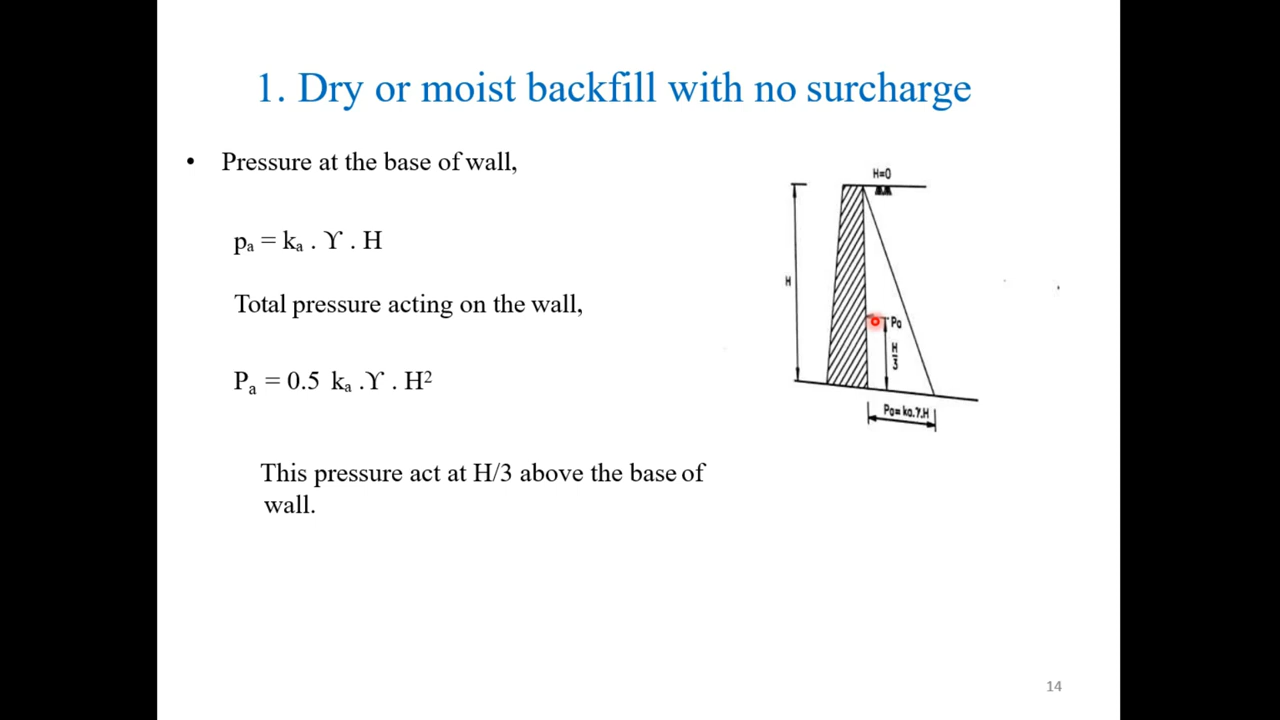 1. Dry or moist backfill with no surcharge
• Pressure at the base of wall,
pₐ = kₐ . ϒ . H
Total pressure acting on the wall,
Pₐ = 0.5 kₐ .ϒ . H²
This pressure act at H/3 above the base of
wall.
H=0
H
Pa
H
3
Pa= ka.γ.H
14